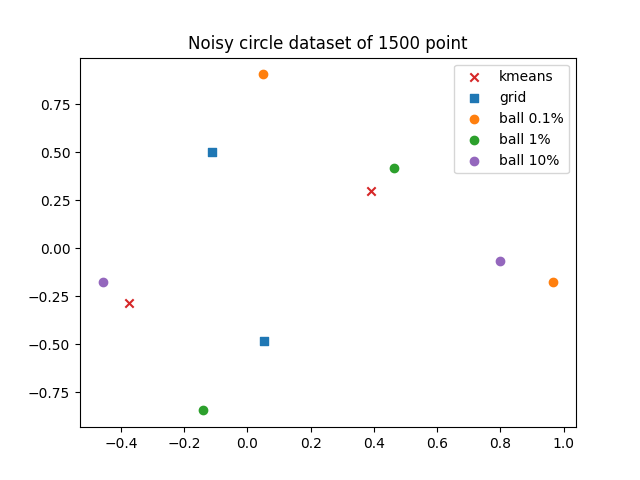 Noisy circle dataset of 1500 point
kmeans
grid
ball 0.1%
ball 1%
ball 10%
0.75
0.50
0.25
0.00
−0.25
−0.50
−0.75
−0.4 −0.2 0.0 0.2 0.4 0.6 0.8 1.0